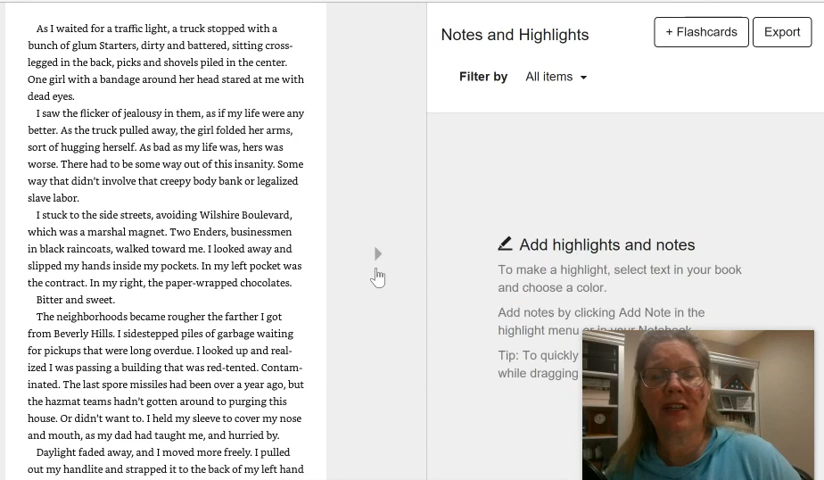 As I waited for a traffic light, a truck stopped with a
bunch of glum Starters, dirty and battered, sitting cross-
legged in the back, picks and shovels piled in the center.
One girl with a bandage around her head stared at me with
dead eyes.
I saw the flicker of jealousy in them, as if my life were any
better. As the truck pulled away, the girl folded her arms,
sort of hugging herself. As bad as my life was, hers was
worse. There had to be some way out of this insanity. Some
way that didn't involve that creepy body bank or legalized
slave labor.
I stuck to the side streets, avoiding Wilshire Boulevard,
which was a marshal magnet. Two Enders, businessmen
in black raincoats, walked toward me. I looked away and
slipped my hands inside my pockets. In my left pocket was
the contract. In my right, the paper-wrapped chocolates.
Bitter and sweet.
The neighborhoods became rougher the farther I got
from Beverly Hills. I sidestepped piles of garbage waiting
for pickups that were long overdue. I looked up and real-
ized I was passing a building that was red-tented. Contam-
inated. The last spore missiles had been over a year ago, but
the hazmat teams hadn't gotten around to purging this
house. Or didn't want to. I held my sleeve to cover my nose
and mouth, as my dad had taught me, and hurried by.
Daylight faded away, and I moved more freely. I pulled
out my handlite and strapped it to the back of my left hand
Notes and Highlights
+ Flashcards
Export
Filter by All items
Add highlights and notes
To make a highlight, select text in your book
and choose a color.
Add notes by clicking Add Note in the
highlight menu or in your Notebook.
Tip: To quickly
while dragging